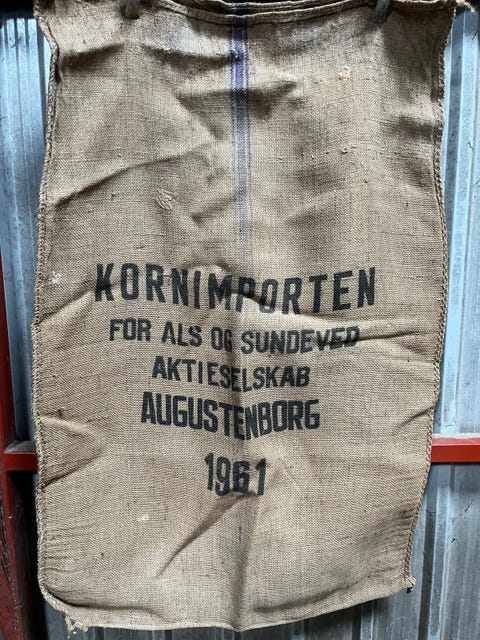 KORNIMPORTEN
FOR ALS OG SUNDEVED
AKTIESELSKAB
AUGUSTENBORG
1961